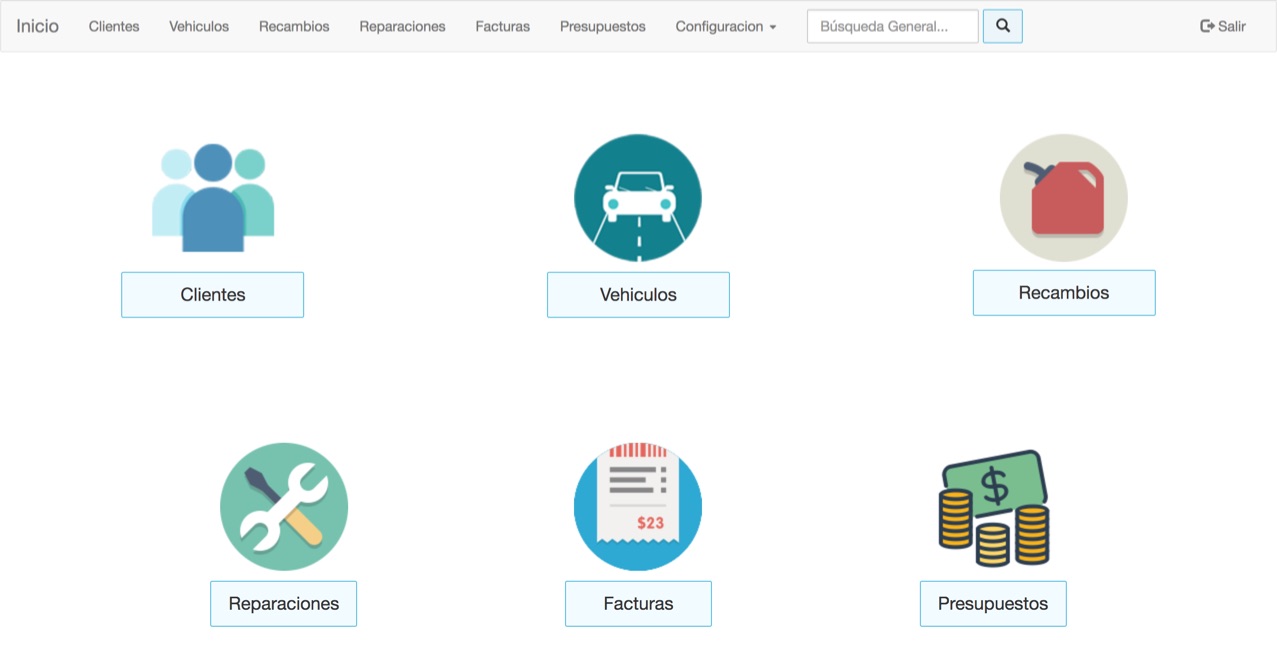 Inicio Clientes Vehiculos Recambios Reparaciones Facturas Presupuestos Configuracion Búsqueda General... Salir
Clientes Vehiculos Recambios
$23
Reparaciones Facturas Presupuestos